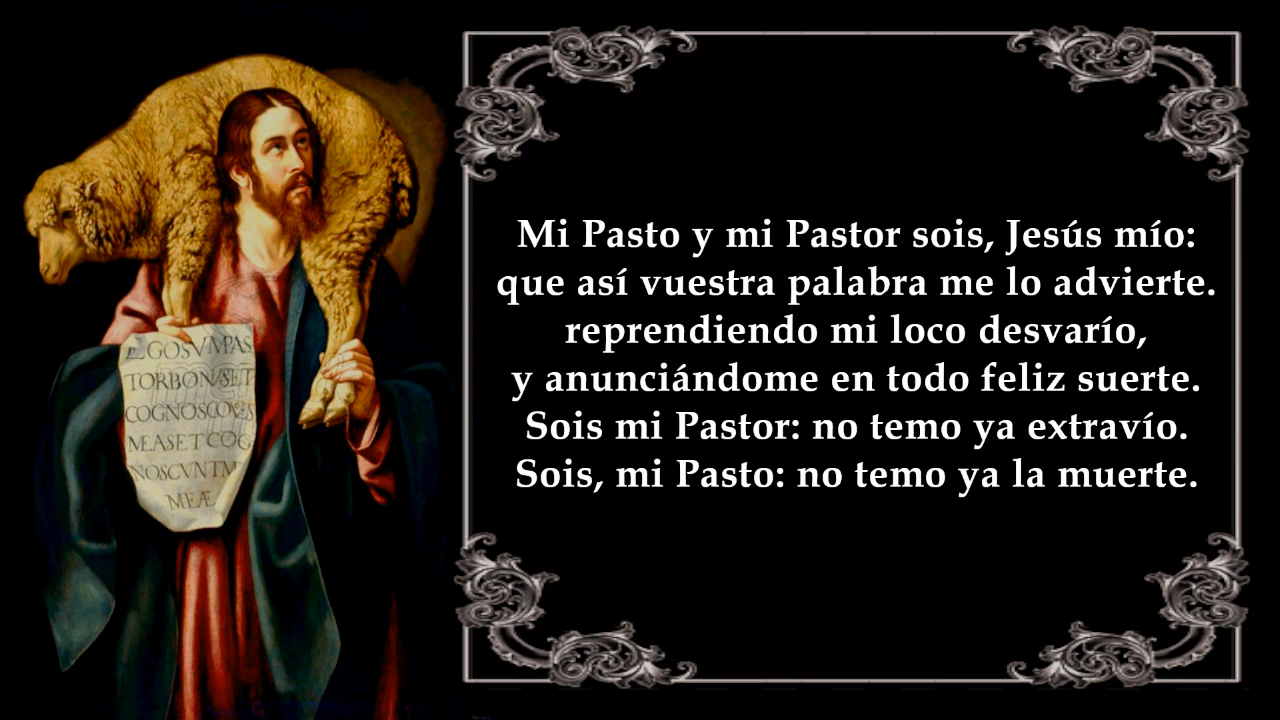 EGOSVMPAS
TORBONVSET
COGNOSCOVES
MEASETCOG
NOSCVNTM
MEÆ
Mi Pasto y mi Pastor sois, Jesús mío:
que así vuestra palabra me lo advierte.
reprendiendo mi loco desvarío,
y anunciándome en todo feliz suerte.
Sois mi Pastor: no temo ya extravío.
Sois, mi Pasto: no temo ya la muerte.